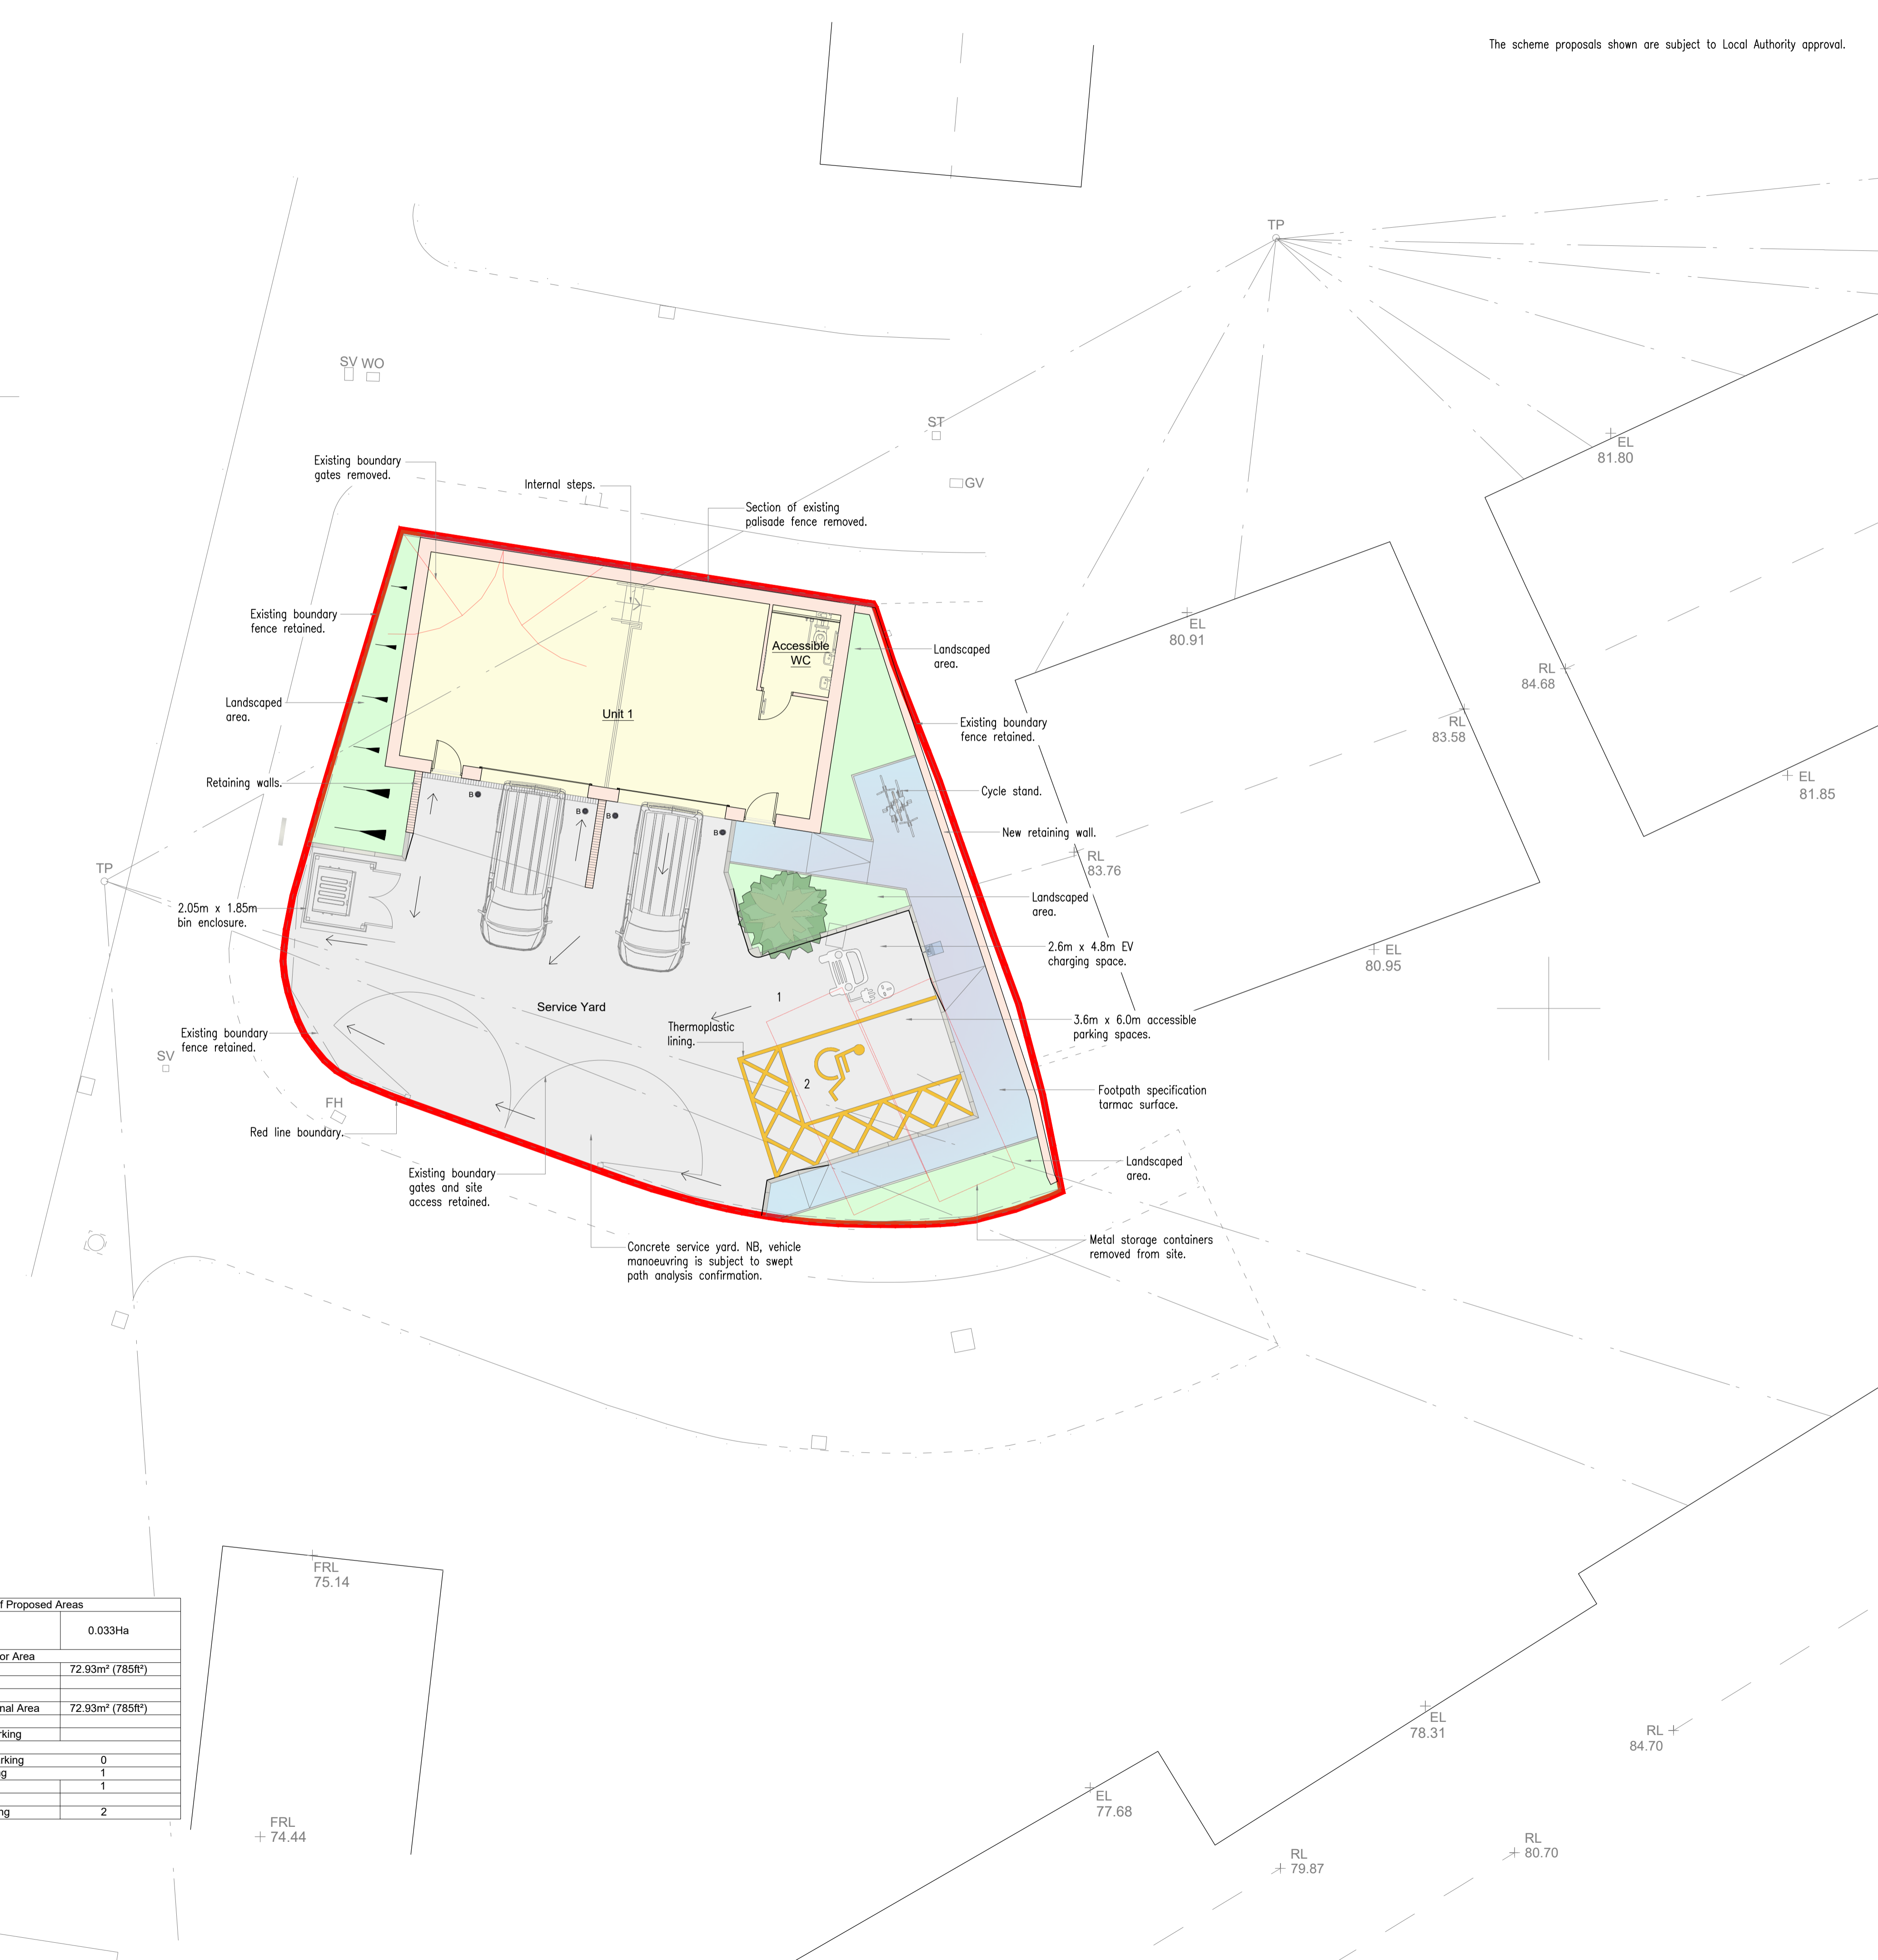 The scheme proposals shown are subject to Local Authority approval.
TP
SV WO
ST
GV
EL
81.80
Existing boundary
gates removed.
Internal steps.
Section of existing
palisade fence removed.
Existing boundary
fence retained.
EL
80.91
Accessible
WC
Landscaped
area.
RL
84.68
Landscaped
area.
Unit 1
Existing boundary
fence retained.
RL
83.58
Retaining walls.
B
B
B
B
Cycle stand.
EL
81.85
New retaining wall.
RL
83.76
TP
2.05m x 1.85m
bin enclosure.
Landscaped
area.
2.6m x 4.8m EV
charging space.
EL
80.95
1
Service Yard
Thermoplastic
lining.
3.6m x 6.0m accessible
parking spaces.
Existing boundary
fence retained.
SV
2
FH
Footpath specification
tarmac surface.
Red line boundary.
Existing boundary
gates and site
access retained.
Landscaped
area.
Concrete service yard. NB, vehicle
manoeuvring is subject to swept
path analysis confirmation.
Metal storage containers
removed from site.
FRL
75.14
f Proposed Areas
0.033Ha
or Area
72.93m² (785ft²)
nal Area 72.93m² (785ft²)
rking
rking 0
g 1
1
ng 2
EL
78.31
RL
84.70
EL
77.68
FRL
74.44
RL
79.87
RL
80.70